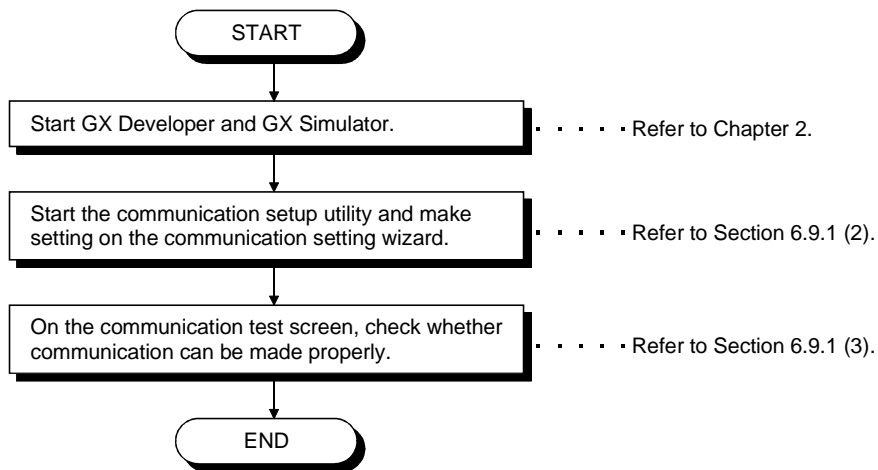 START
Start GX Developer and GX Simulator.
Refer to Chapter 2.
Start the communication setup utility and make
setting on the communication setting wizard.
Refer to Section 6.9.1 (2).
On the communication test screen, check whether
communication can be made properly.
Refer to Section 6.9.1 (3).
END